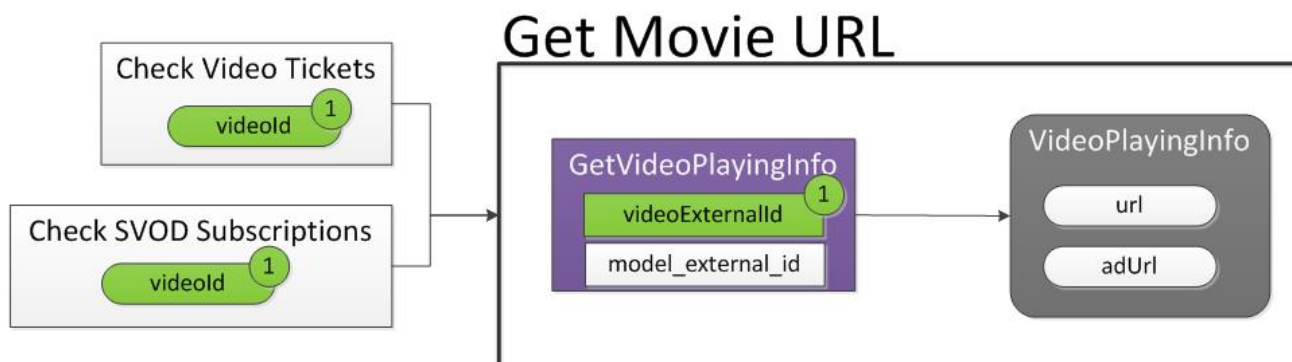 Get Movie URL
Check Video Tickets
1
videoId
Check SVOD Subscriptions
1
videoId
GetVideoPlayingInfo
1
videoExternalId
model_external_id
VideoPlayingInfo
url
adUrl